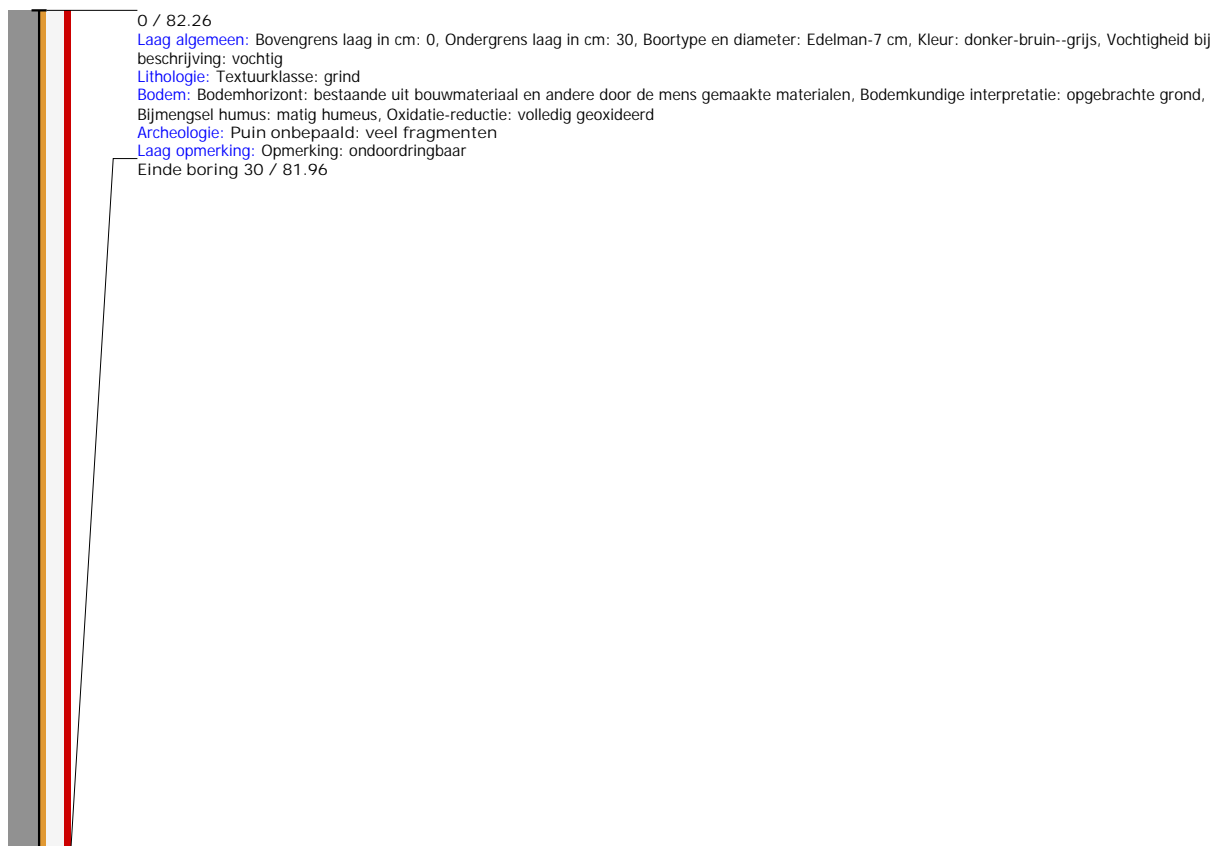 0 / 82.26
Laag algemeen: Bovengrens laag in cm: 0, Ondergrens laag in cm: 30, Boortype en diameter: Edelman-7 cm, Kleur: donker-bruin--grijs, Vochtigheid bij
beschrijving: vochtig
Lithologie: Textuurklasse: grind
Bodem: Bodemhorizont: bestaande uit bouwmateriaal en andere door de mens gemaakte materialen, Bodemkundige interpretatie: opgebrachte grond,
Bijmengsel humus: matig humeus, Oxidatie-reductie: volledig geoxideerd
Archeologie: Puin onbepaald: veel fragmenten
Laag opmerking: Opmerking: ondoordringbaar
Einde boring 30 / 81.96